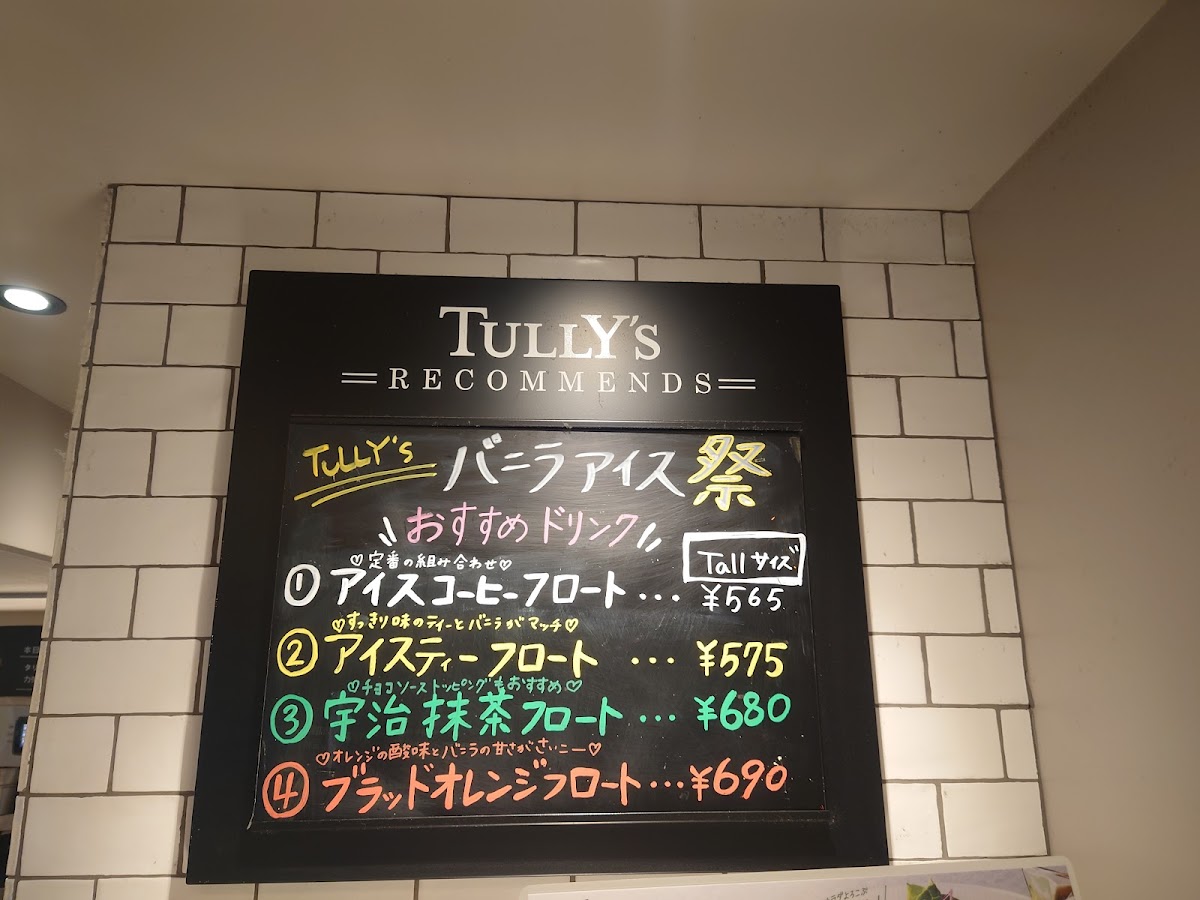 TULLY'S
RECOMMENDS
TULLY'S バニラアイス祭
おすすめドリンク
Tallサイズ
♡定番の組み合わせ♡
①アイスコーヒーフロート・・・¥565
♡すっきり味のティーとバニラがマッチ♡
②アイスティーフロート ・・・¥575
♡チョコソーストッピングもおすすめ♡
③宇治抹茶フロート・・・¥680
♡オレンジの酸味とバニラの甘さがさいこー♡
④ブラッドオレンジフロート・・・¥690